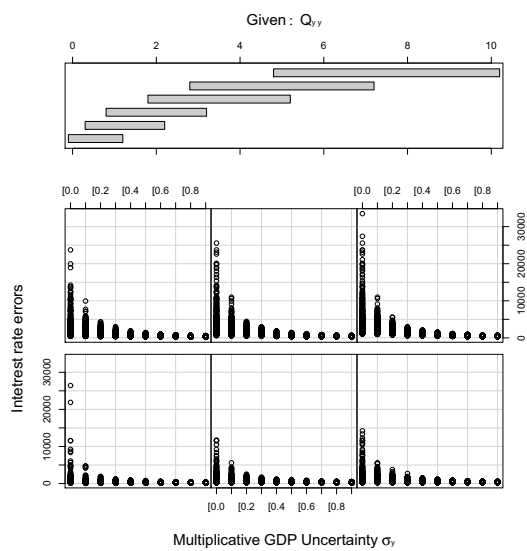 Given : Q_yy
0 2 4 6 8 10
[0.0 [0.2 [0.4 [0.6 [0.8 [0.0 [0.2 [0.4 [0.6 [0.8
0 10000 20000 30000
Intetrest rate errors
0 10000 20000 30000
[0.0 [0.2 [0.4 [0.6 [0.8
Multiplicative GDP Uncertainty σ_y